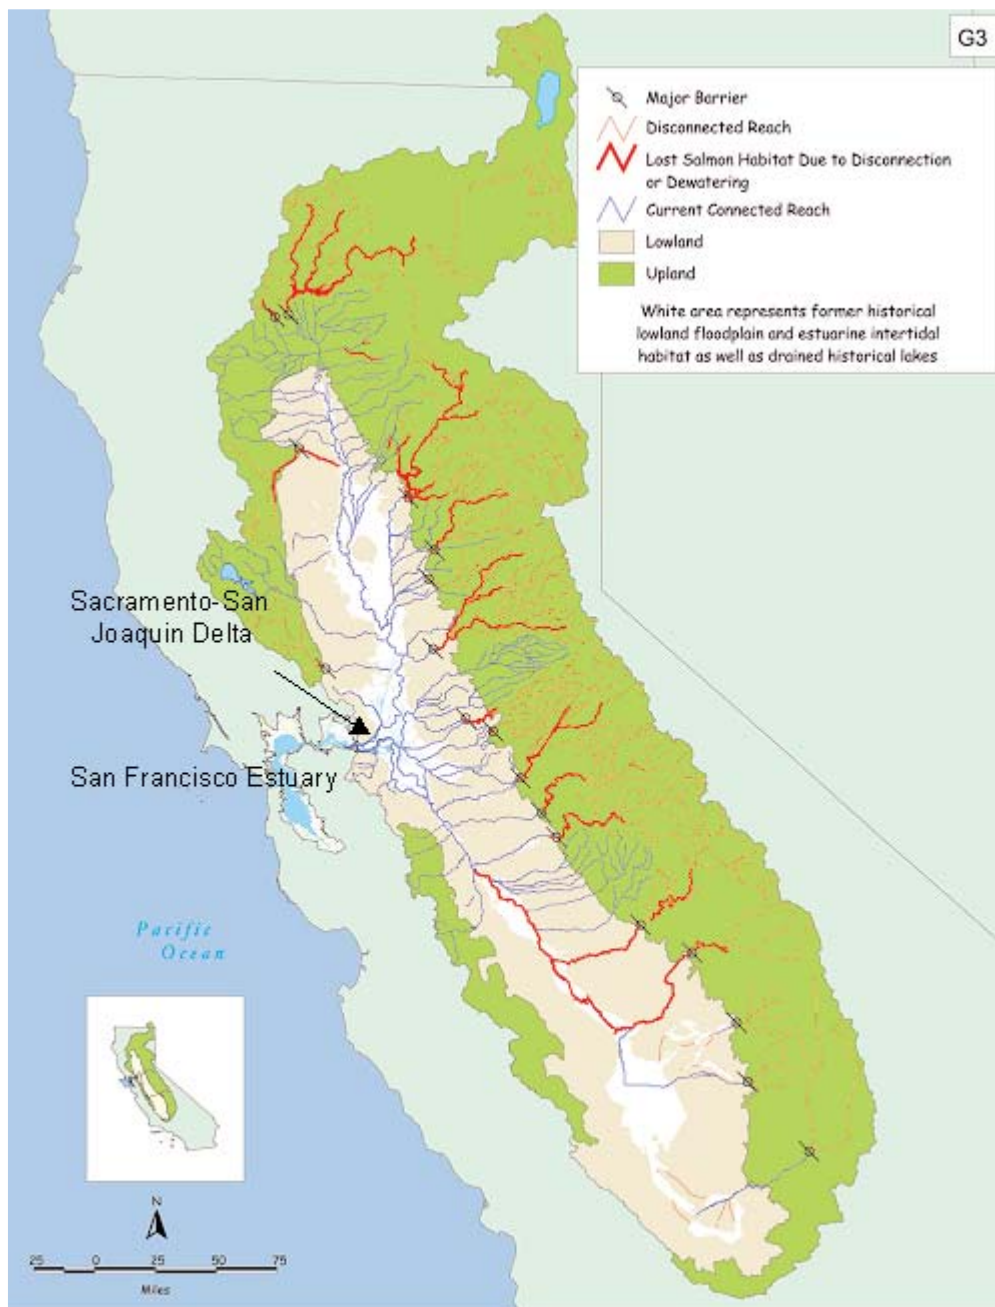 G3
Major Barrier
Disconnected Reach
Lost Salmon Habitat Due to Disconnection
or Dewatering
Current Connected Reach
Lowland
Upland
White area represents former historical
lowland floodplain and estuarine intertidal
habitat as well as drained historical lakes
Sacramento-San
Joaquin Delta
San Francisco Estuary
Pacific
Ocean
N
25 0 25 50 75
Miles